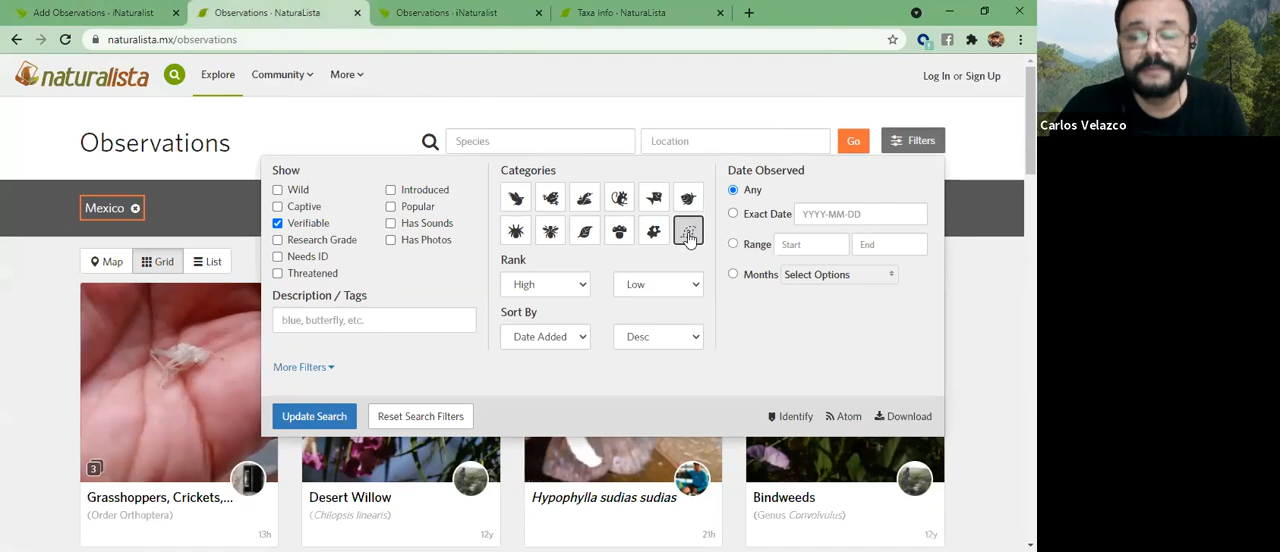 Add Observations - iNaturalist
Observations - NaturaLista
Observations - iNaturalist
Taxa Info - NaturaLista
naturalista.mx/observations
naturalista
Explore
Community
More
Log In or Sign Up
Observations
Species
Location
Go
Filters
Mexico
Map
Grid
List
Show
Wild
Captive
Verifiable
Research Grade
Needs ID
Threatened
Introduced
Popular
Has Sounds
Has Photos
Description / Tags
blue, butterfly, etc.
More Filters
Categories
Rank
High
Low
Sort By
Date Added
Desc
Date Observed
Any
Exact Date YYYY-MM-DD
Range Start End
Months Select Options
Update Search
Reset Search Filters
Identify
Atom
Download
3
Grasshoppers, Crickets,...
(Order Orthoptera)
13h
Desert Willow
(Chilopsis linearis)
12y
Hypophylla sudias sudias
21h
Bindweeds
(Genus Convolvulus)
12y
Carlos Velazco